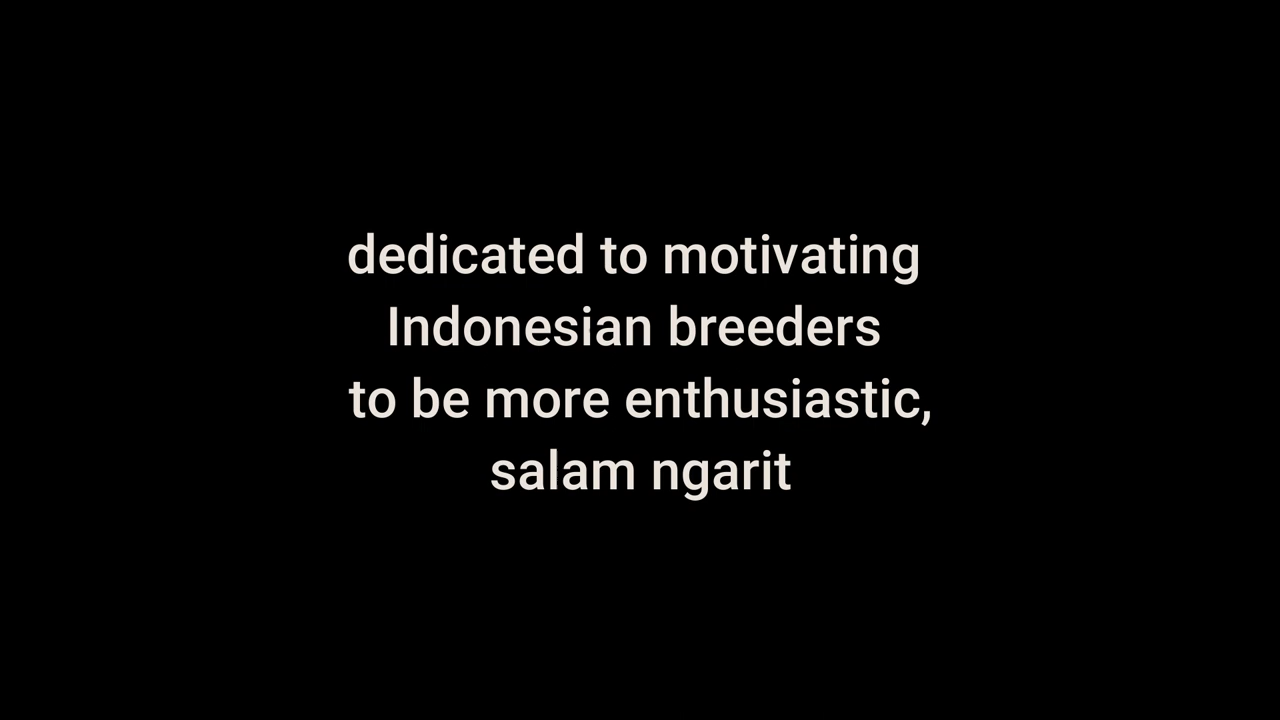 dedicated to motivating
Indonesian breeders
to be more enthusiastic,
salam ngarit